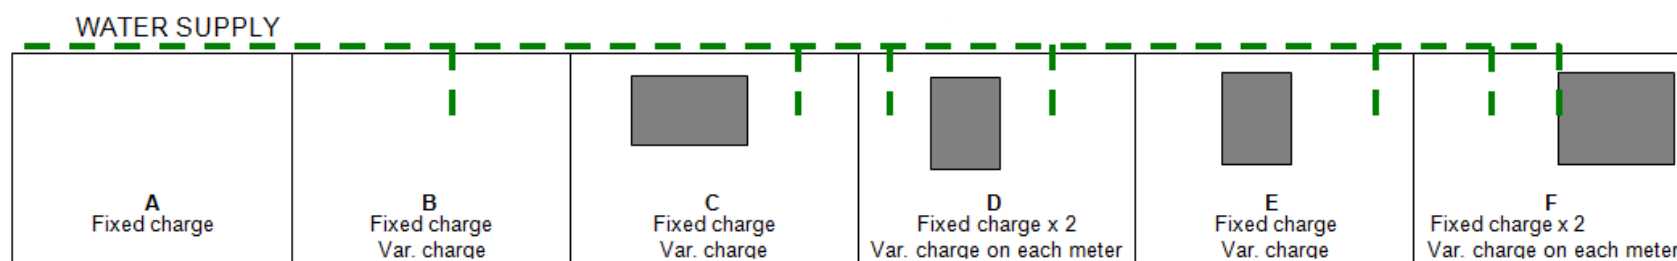 WATER SUPPLY
A
Fixed charge
B
Fixed charge
Var. charge
C
Fixed charge
Var. charge
D
Fixed charge x 2
Var. charge on each meter
E
Fixed charge
Var. charge
F
Fixed charge x 2
Var. charge on each meter